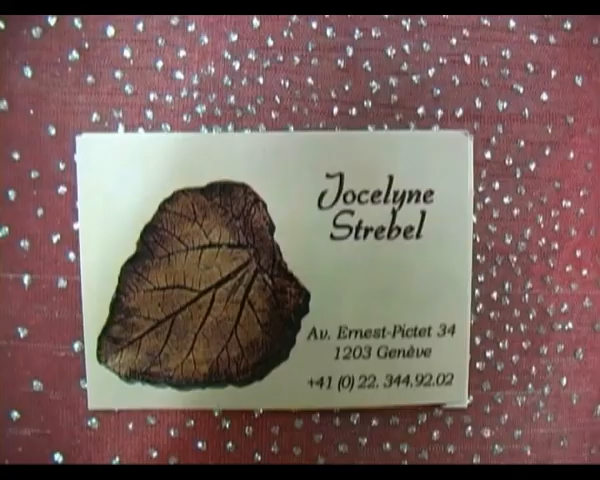 Jocelyne
Strebel
Av. Ernest-Pictet 34
1203 Genève
+41 (0) 22. 344.92.02